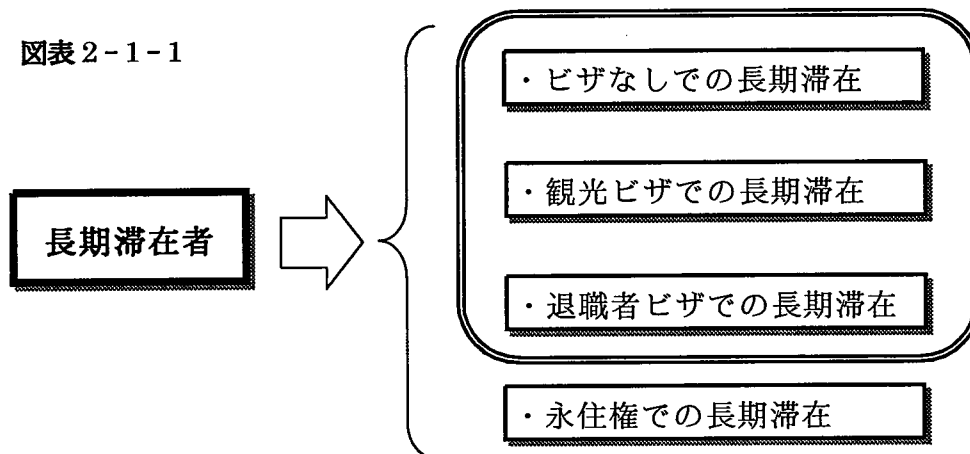 図表2-1-1
・ビザなしでの長期滞在
・観光ビザでの長期滞在
長期滞在者
・退職者ビザでの長期滞在
・永住権での長期滞在